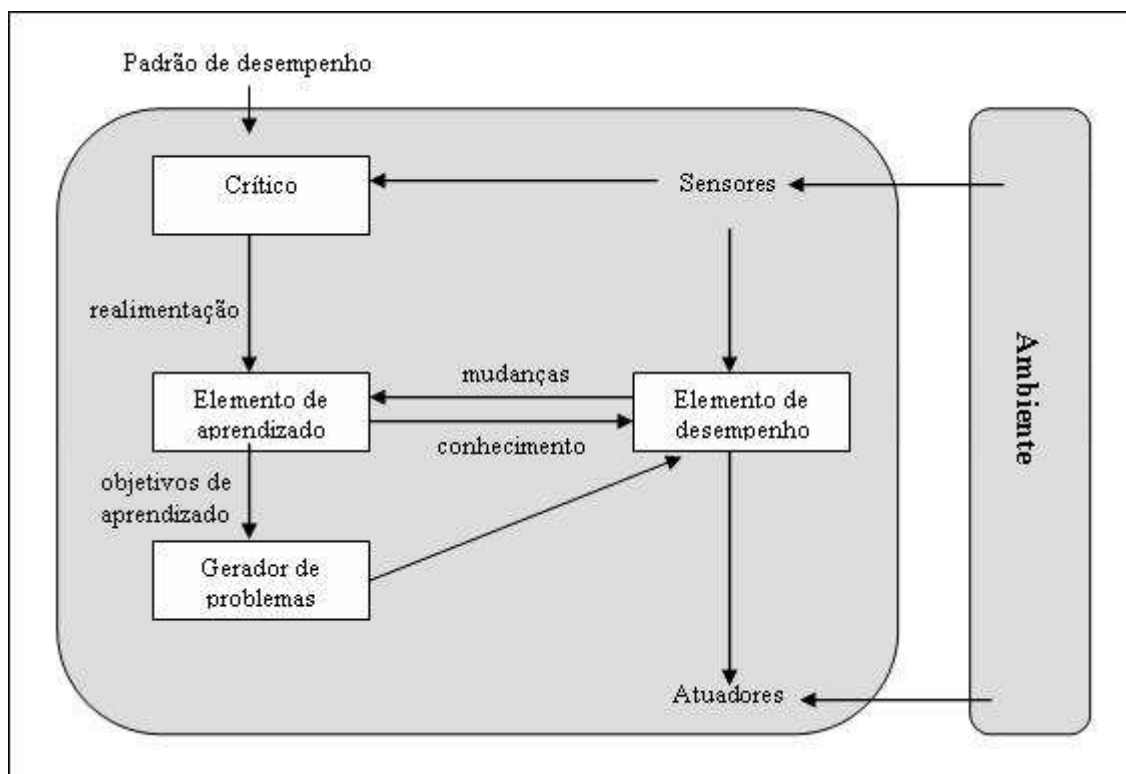 Padrão de desempenho
Crítico
Sensores
realimentação
Ambiente
mudanças
Elemento de
aprendizado
Elemento de
desempenho
conhecimento
objetivos de
aprendizado
Gerador de
problemas
Atuadores